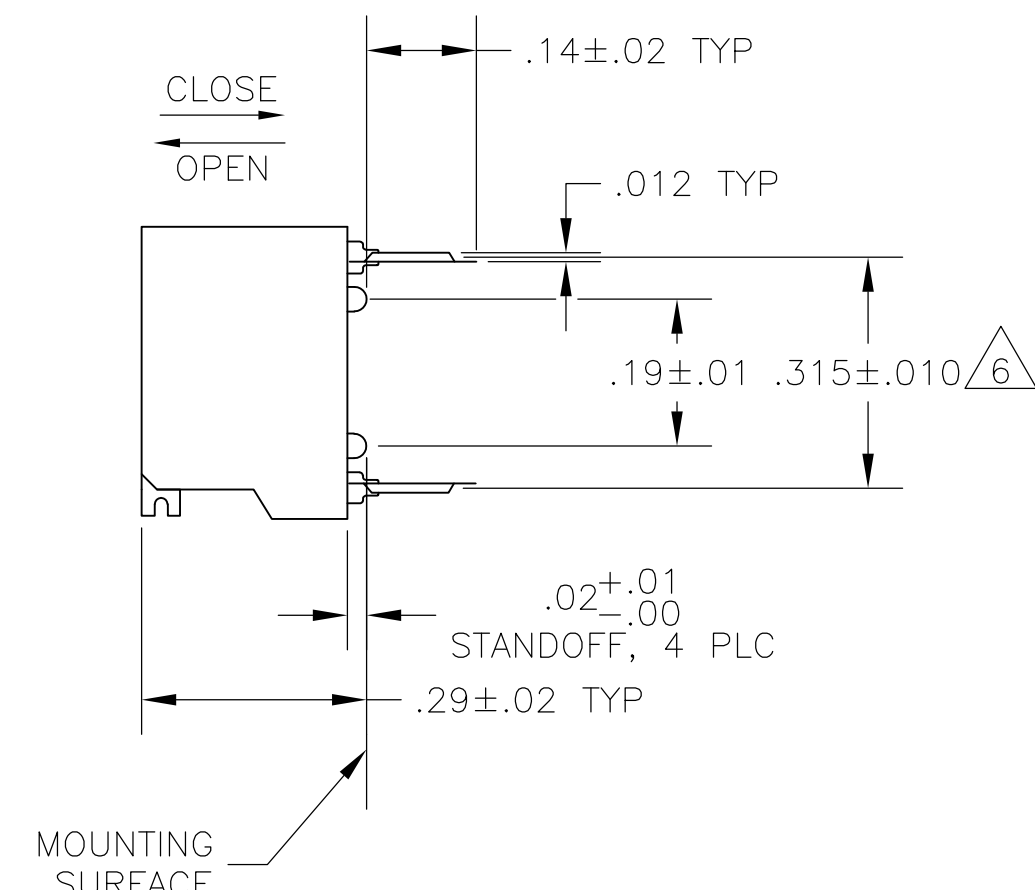 .14±.02 TYP
CLOSE
OPEN
.012 TYP
.19±.01 .315±.010 6
.02+.01
-.00
STANDOFF, 4 PLC
.29±.02 TYP
MOUNTING
SURFACE